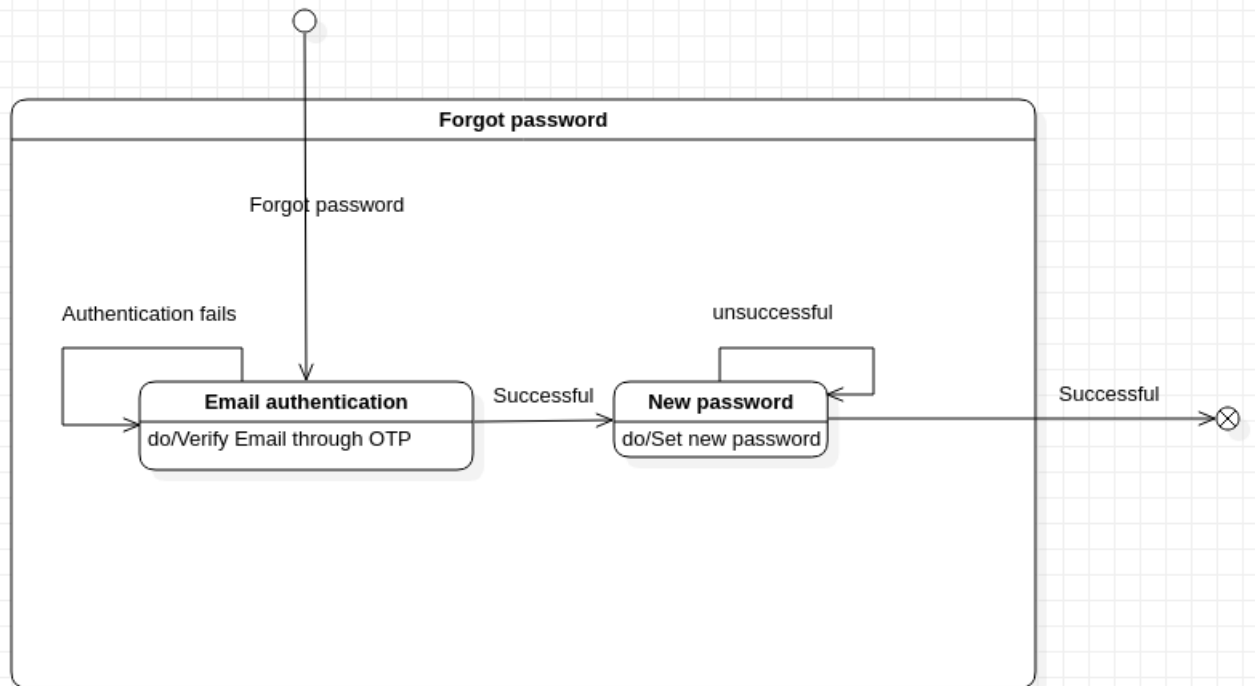 Forgot password
Forgot password
Authentication fails
unsuccessful
Email authentication
do/Verify Email through OTP
Successful
New password
do/Set new password
Successful